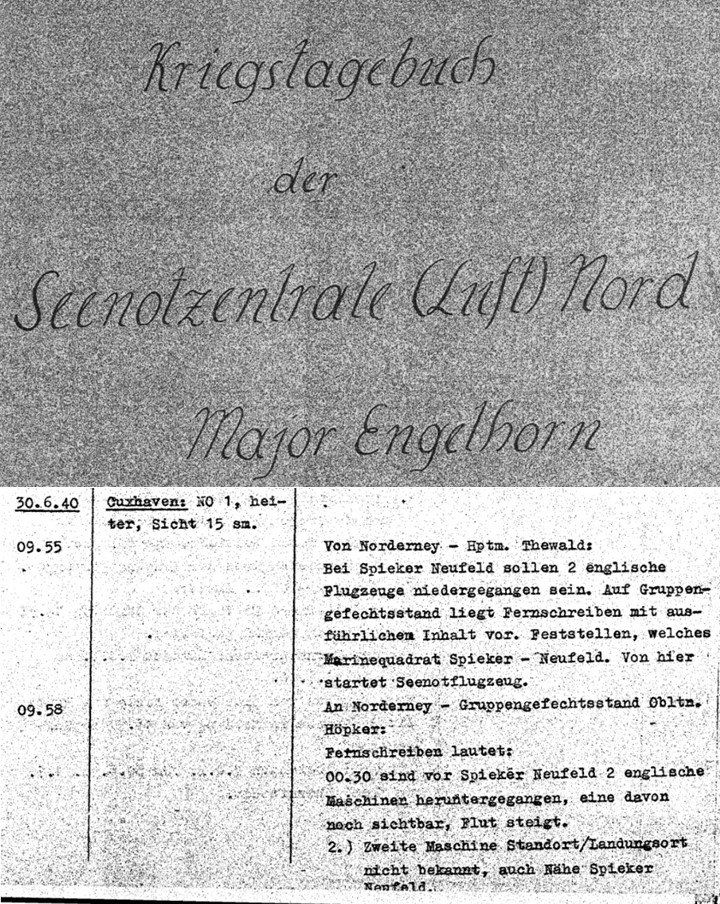 Kriegstagebuch
der
Seenotzentrale (Luft) Nord
Major Engelhorn
30.6.40 Cuxhaven: NO 1, hei-
ter, Sicht 15 sm.
09.55 Von Norderney - Hptm. Thewald:
Bei Spieker Neufeld sollen 2 englische
Flugzeuge niedergegangen sein. Auf Gruppen-
gefechtsstand liegt Fernschreiben mit aus-
führlichem Inhalt vor. Feststellen, welches
Marinequadrat Spieker - Neufeld. Von hier
startet Seenotflugzeug.
09.58 An Norderney - Gruppengefechtsstand Obltn.
Höpker:
Fernschreiben lautet:
00.30 sind vor Spieker Neufeld 2 englische
Maschinen heruntergegangen, eine davon
noch sichtbar, Flut steigt.
2.) Zweite Maschine Standort/Landungsort
nicht bekannt, auch Nähe Spieker
Neufeld.